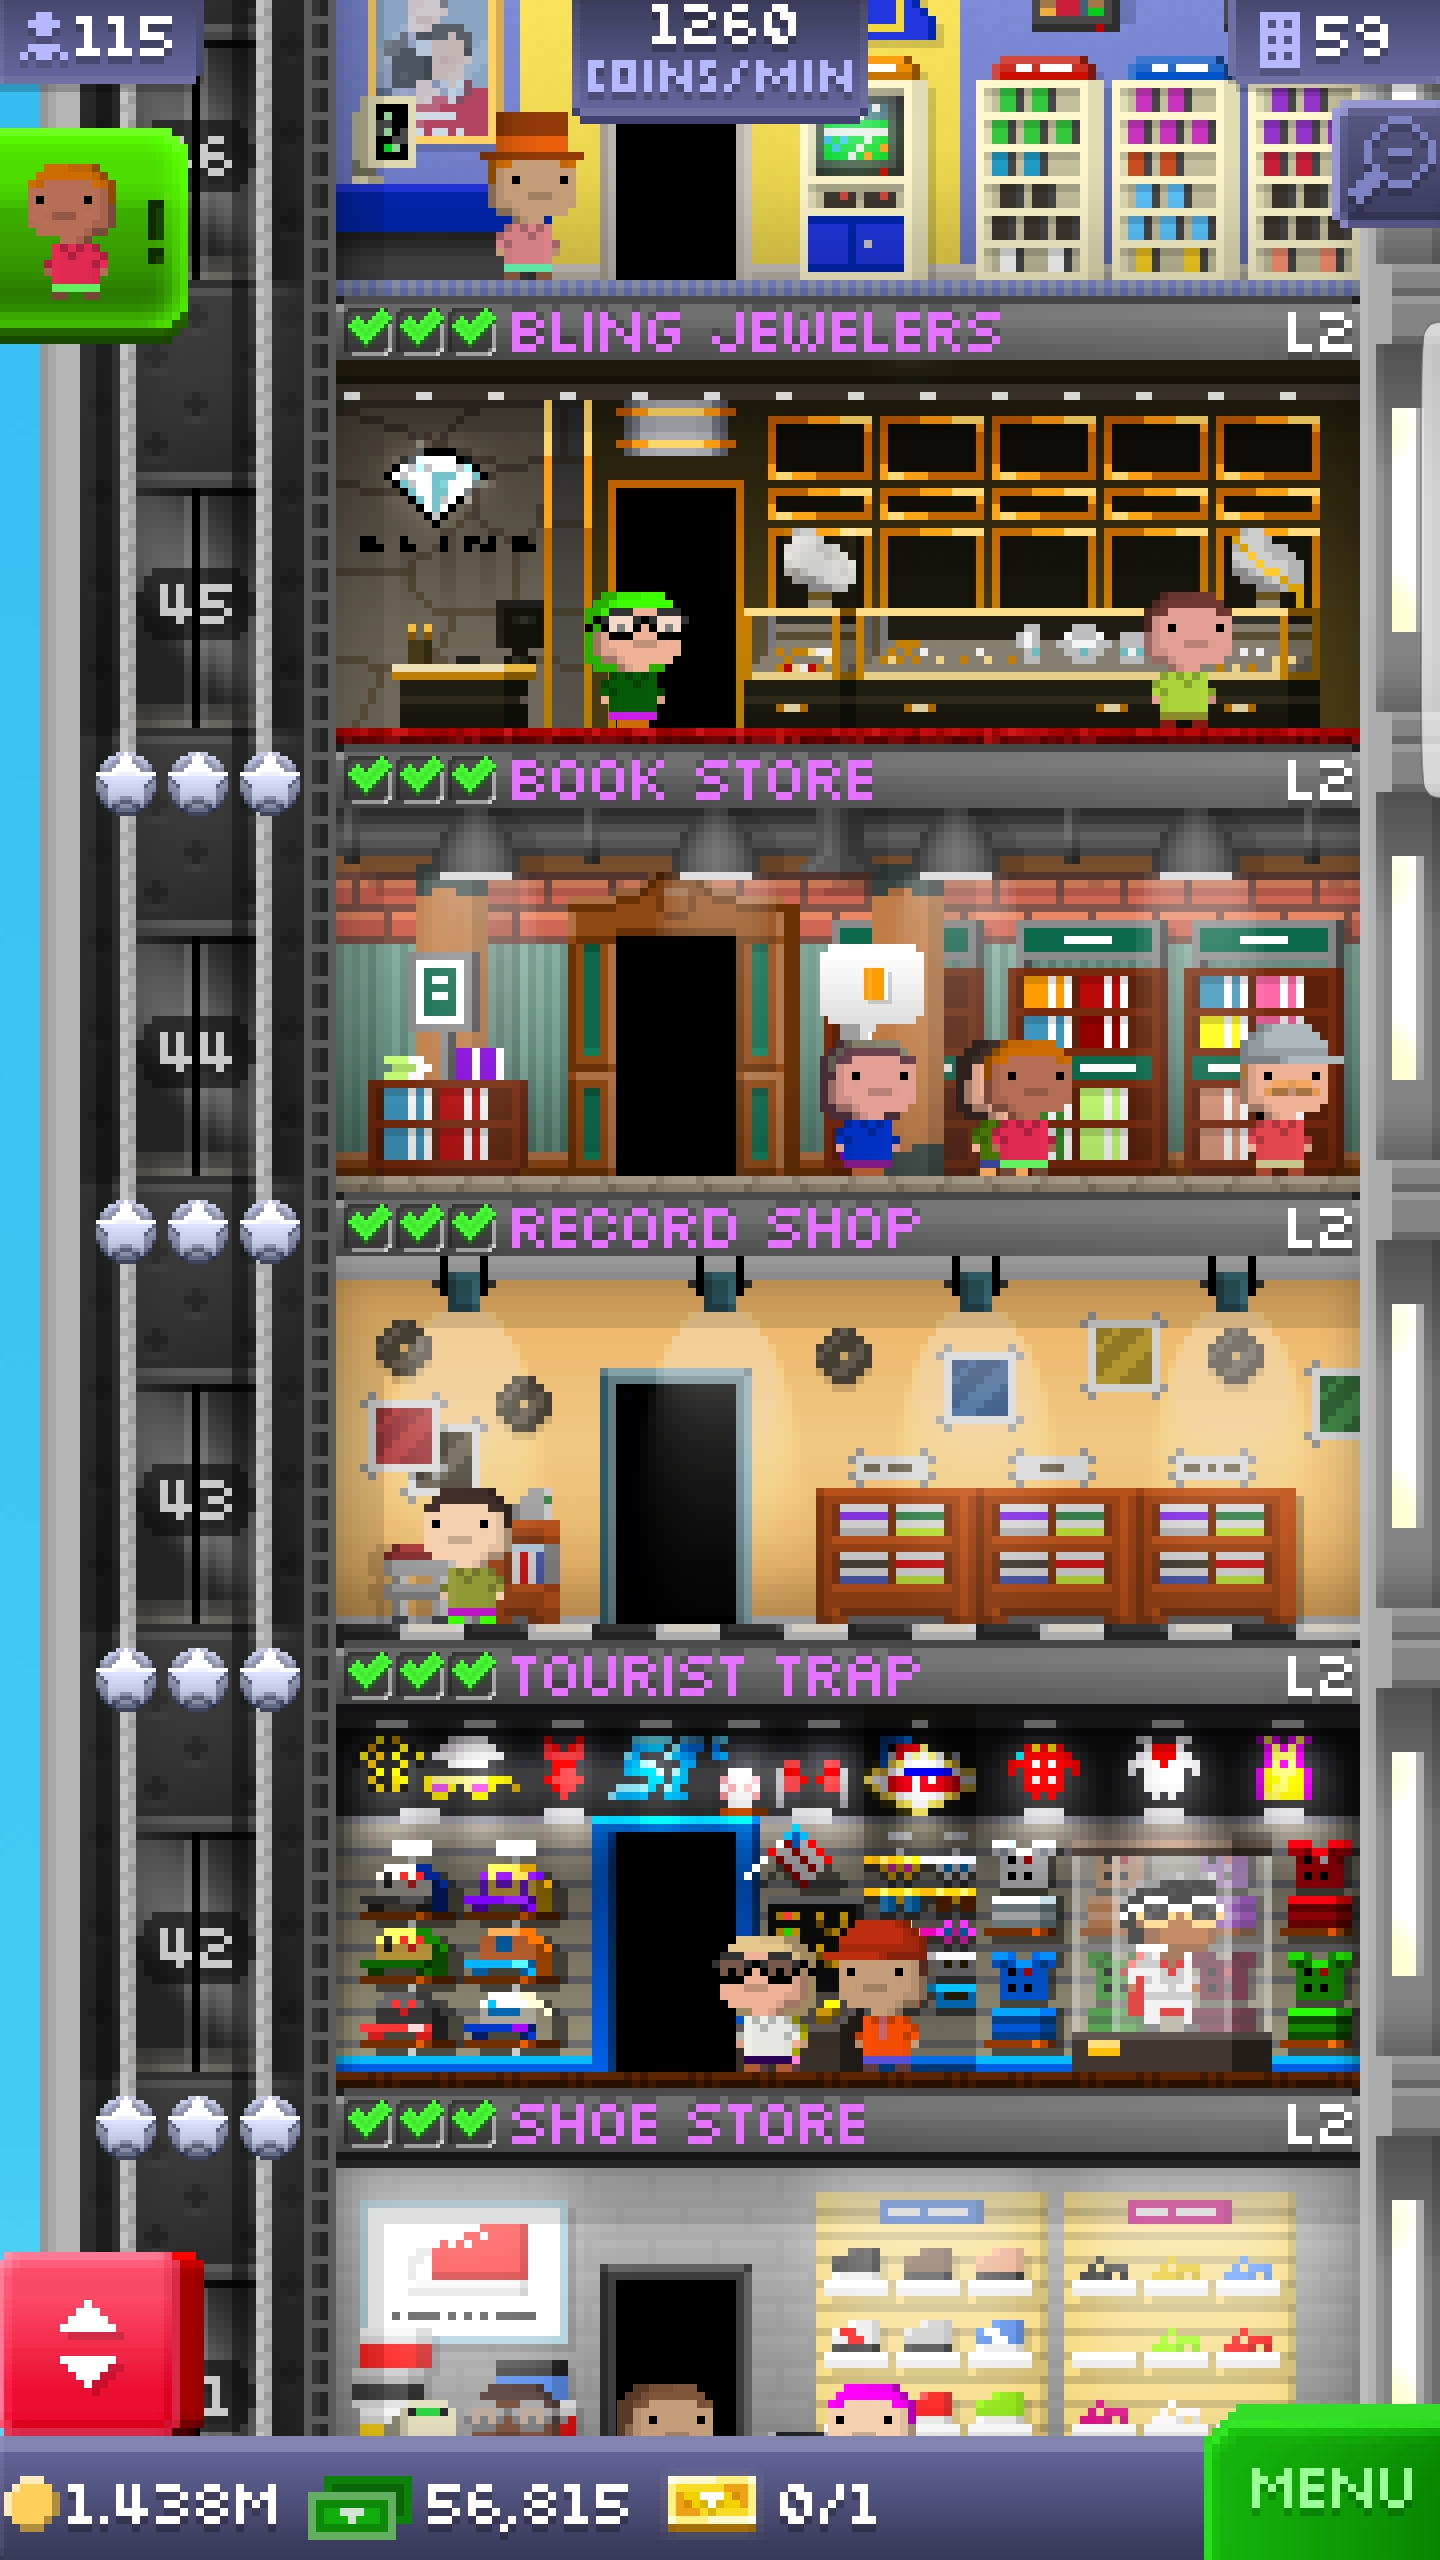 115
1260
COINS/MIN
59
!
BLING JEWELERS
L2
45
BLING
BOOK STORE
L2
44
RECORD SHOP
L2
43
TOURIST TRAP
L2
42
SHOE STORE
L2
1.438M
56,815
0/1
MENU